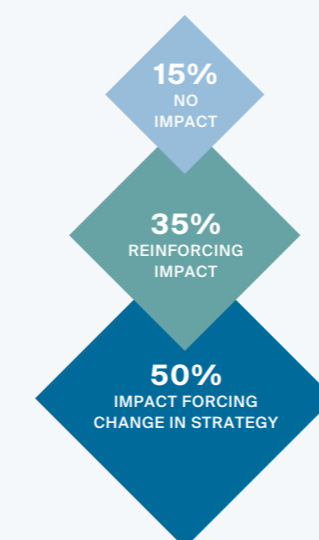 15%
NO
IMPACT
35%
REINFORCING
IMPACT
50%
IMPACT FORCING
CHANGE IN STRATEGY